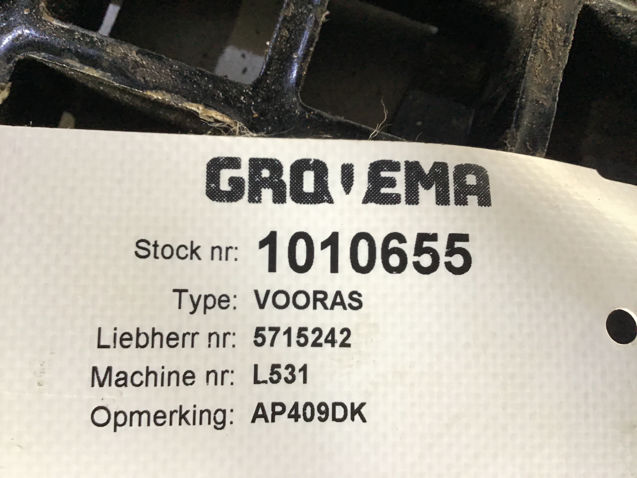 GROVEMA
Stock nr: 1010655
Type: VOORAS
Liebherr nr: 5715242
Machine nr: L531
Opmerking: AP409DK